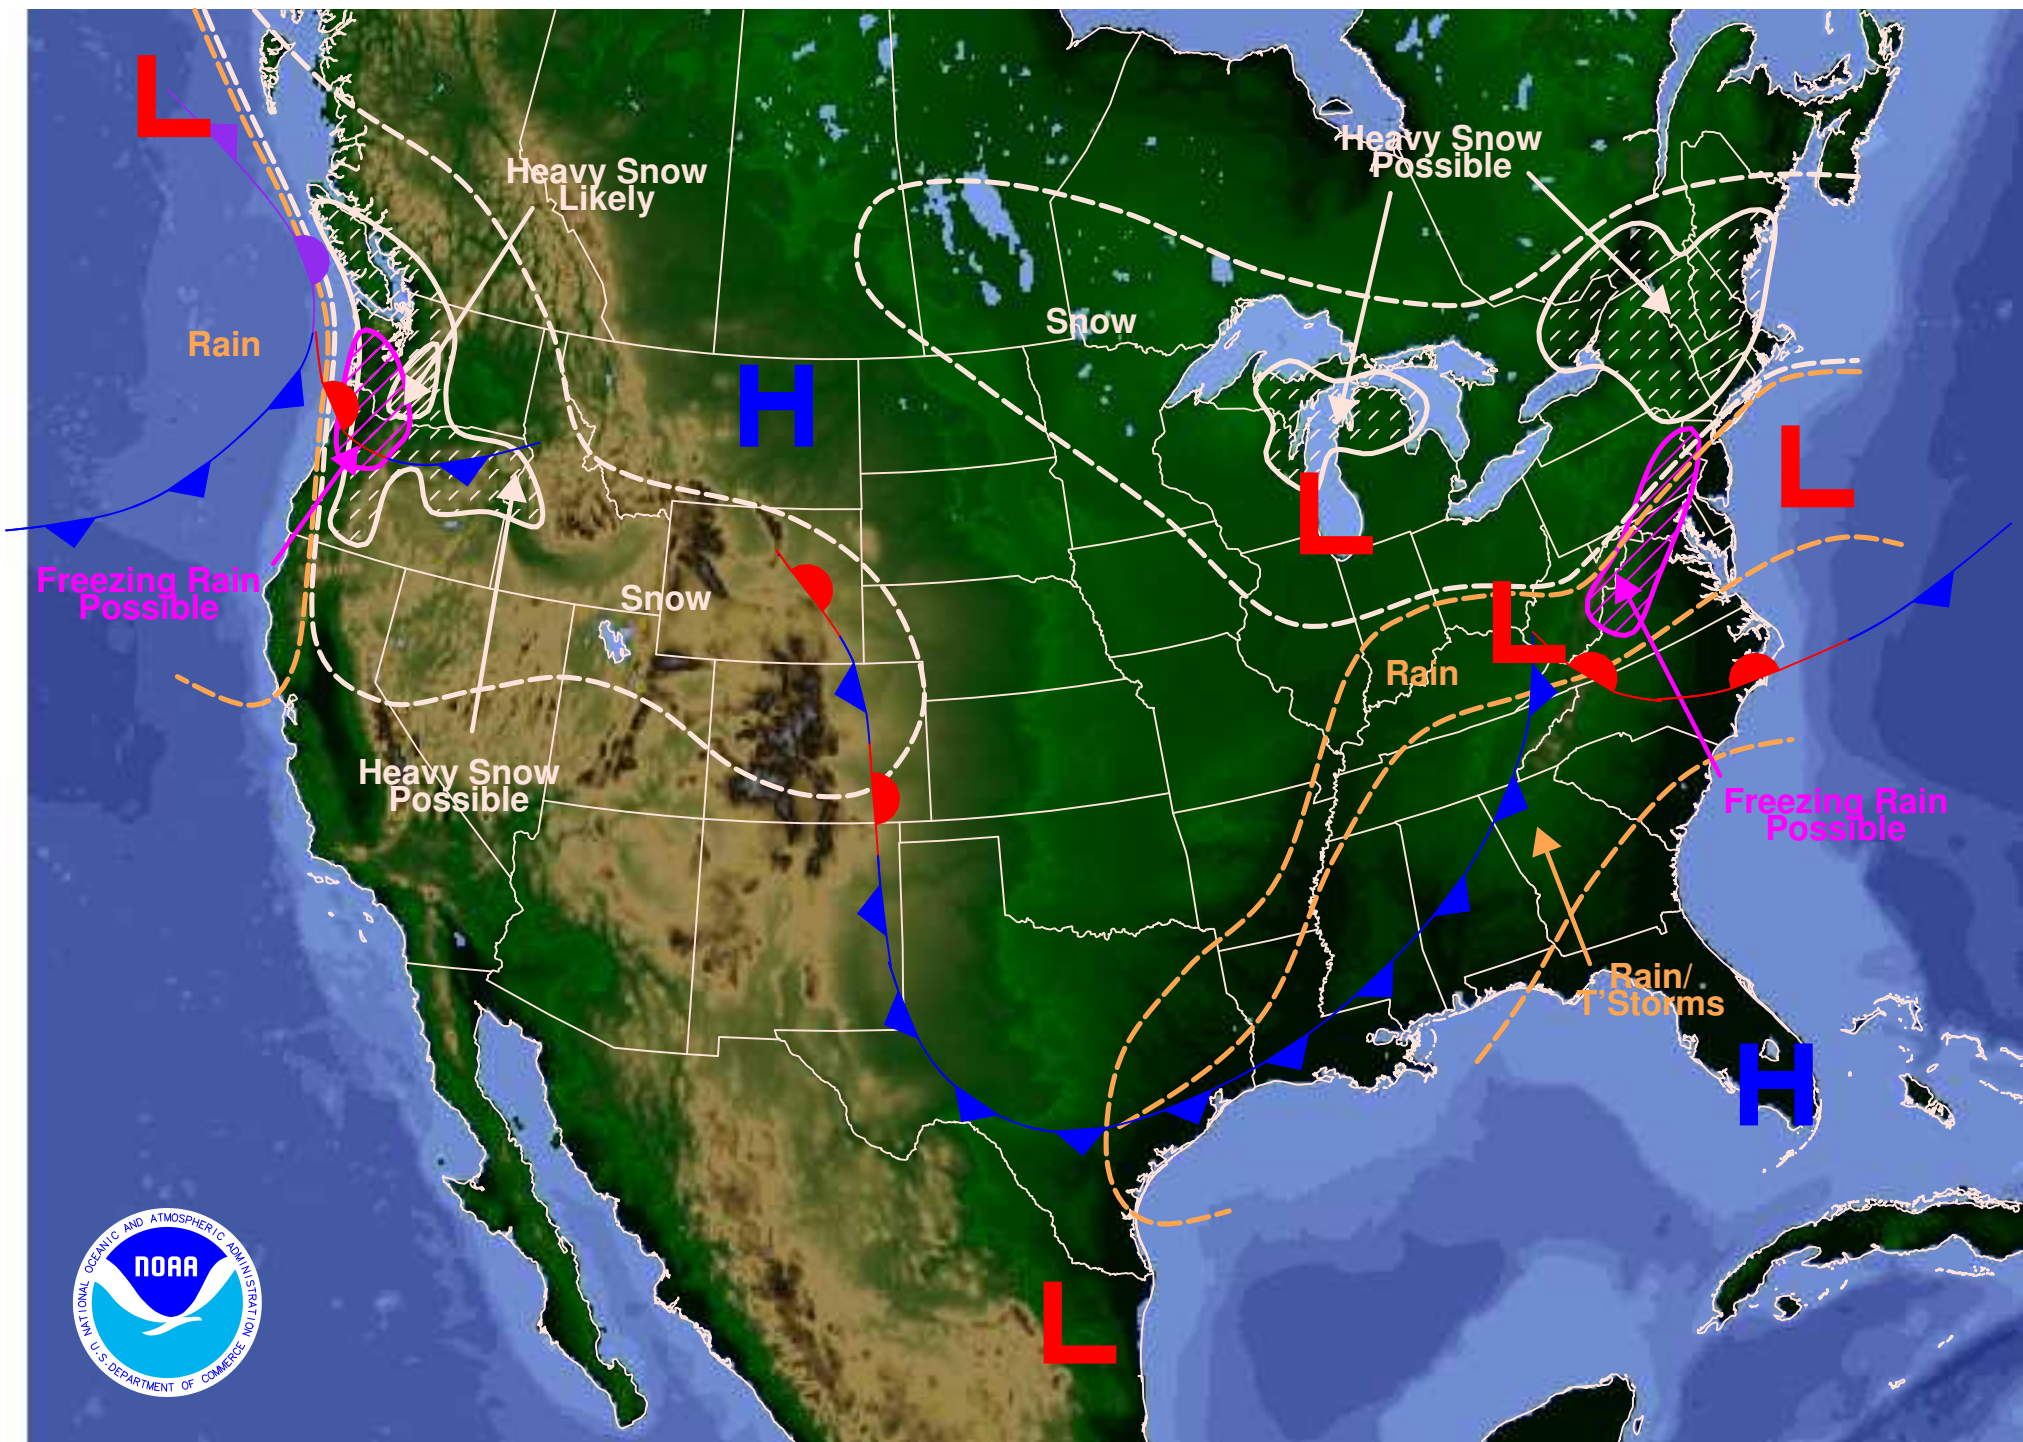 L
Heavy Snow
Likely
Heavy Snow
Possible
Snow
Rain
H
L
L
Freezing Rain
Possible
Snow
L
Rain
Heavy Snow
Possible
Freezing Rain
Possible
Rain/
T'Storms
H
L
NOAA
NATIONAL OCEANIC AND ATMOSPHERIC ADMINISTRATION
U.S. DEPARTMENT OF COMMERCE